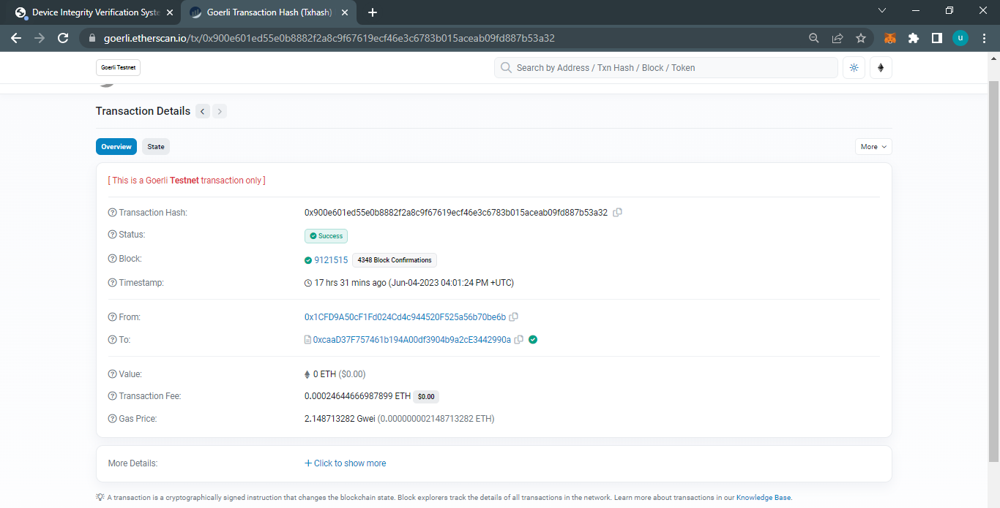 Device Integrity Verification Syste
Goerli Transaction Hash (Txhash)
goerli.etherscan.io/tx/0x900e601ed55e0b8882f2a8c9f67619ecf46e3c6783b015aceab09fd887b53a32
u
Goerli Testnet
Search by Address / Txn Hash / Block / Token
Transaction Details
Overview State More
[ This is a Goerli Testnet transaction only ]
Transaction Hash: 0x900e601ed55e0b8882f2a8c9f67619ecf46e3c6783b015aceab09fd887b53a32
Status: Success
Block: 9121515 4348 Block Confirmations
Timestamp: 17 hrs 31 mins ago (Jun-04-2023 04:01:24 PM +UTC)
From: 0x1CFD9A50cF1Fd024Cd4c944520F525a56b70be6b
To: 0xcaaD37F757461b194A00df3904b9a2cE3442990a
Value: 0 ETH ($0.00)
Transaction Fee: 0.00024644666987899 ETH $0.00
Gas Price: 2.148713282 Gwei (0.000000002148713282 ETH)
More Details: + Click to show more
A transaction is a cryptographically signed instruction that changes the blockchain state. Block explorers track the details of all transactions in the network. Learn more about transactions in our Knowledge Base.